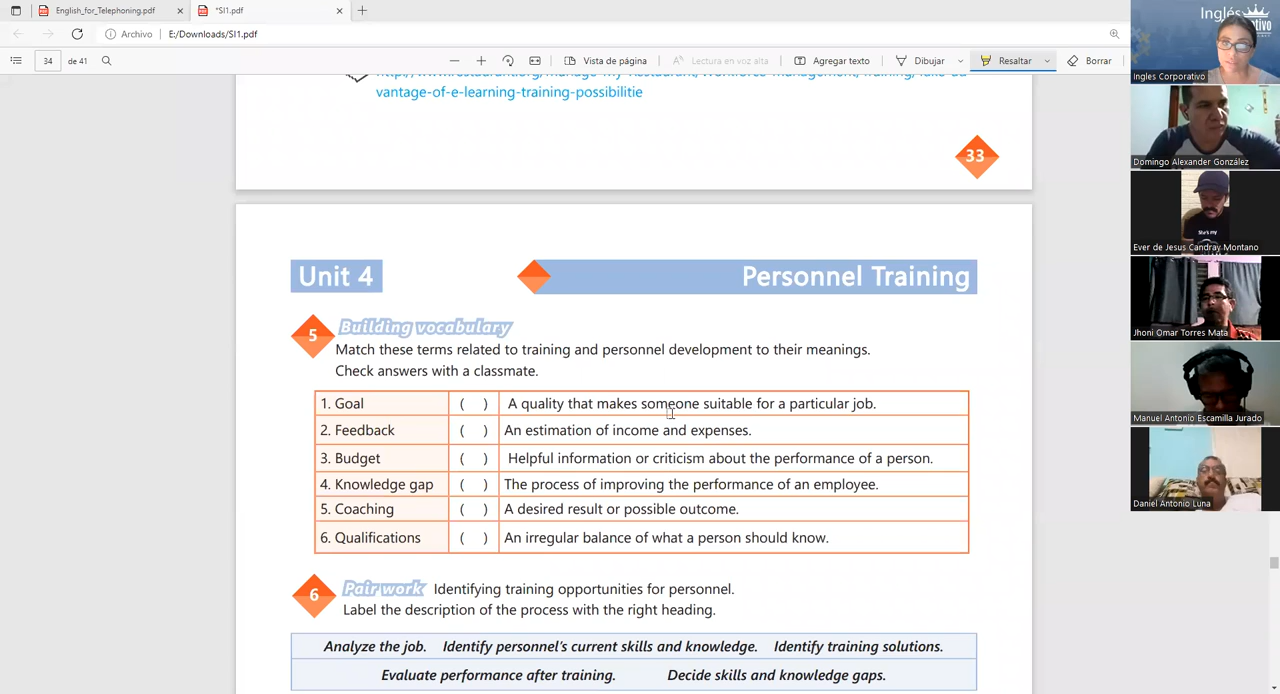 English_for_Telephoning.pdf
*SI1.pdf
Archivo
E:/Downloads/SI1.pdf
34
de 41
Vista de página
Lectura en voz alta
Agregar texto
Dibujar
Resaltar
Borrar
vantage-of-e-learning-training-possibilitie
33
Unit 4
Personnel Training
5
Building vocabulary
Match these terms related to training and personnel development to their meanings.
Check answers with a classmate.
1. Goal ( ) A quality that makes someone suitable for a particular job.
2. Feedback ( ) An estimation of income and expenses.
3. Budget ( ) Helpful information or criticism about the performance of a person.
4. Knowledge gap ( ) The process of improving the performance of an employee.
5. Coaching ( ) A desired result or possible outcome.
6. Qualifications ( ) An irregular balance of what a person should know.
6
Pair work Identifying training opportunities for personnel.
Label the description of the process with the right heading.
Analyze the job. Identify personnel's current skills and knowledge. Identify training solutions.
Evaluate performance after training. Decide skills and knowledge gaps.
Inglés
Ingles Corporativo
Domingo Alexander González
Ever de Jesus Candray Montano
Jhoni Omar Torres Mata
Manuel Antonio Escamilla Jurado
Daniel Antonio Luna